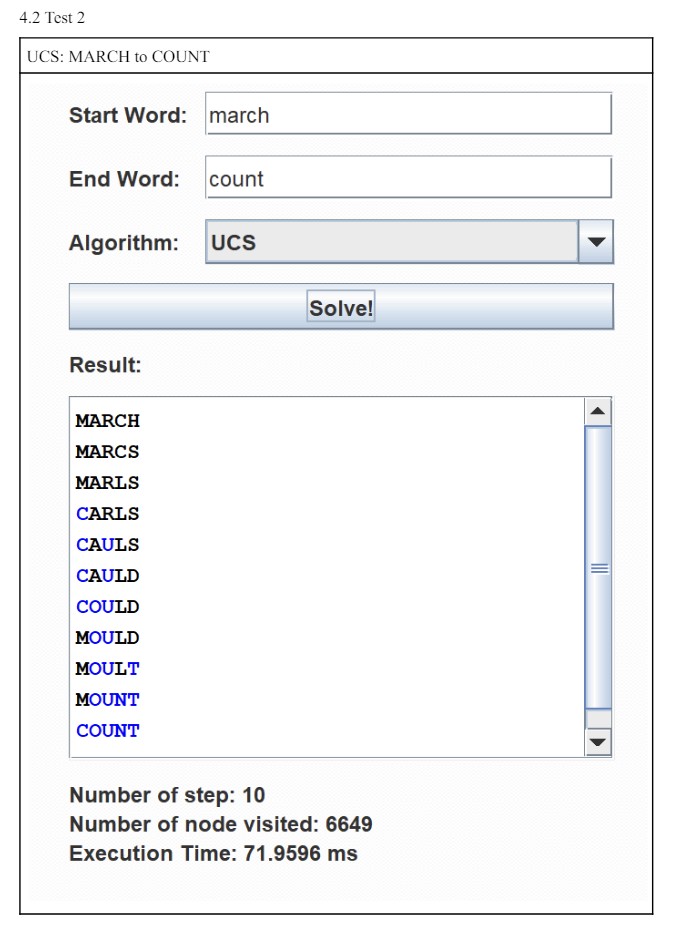 4.2 Test 2
UCS: MARCH to COUNT
Start Word: march
End Word: count
Algorithm: UCS
Solve!
Result:
MARCH
MARCS
MARLS
CARLS
CAULS
CAULD
COULD
MOULD
MOULT
MOUNT
COUNT
Number of step: 10
Number of node visited: 6649
Execution Time: 71.9596 ms